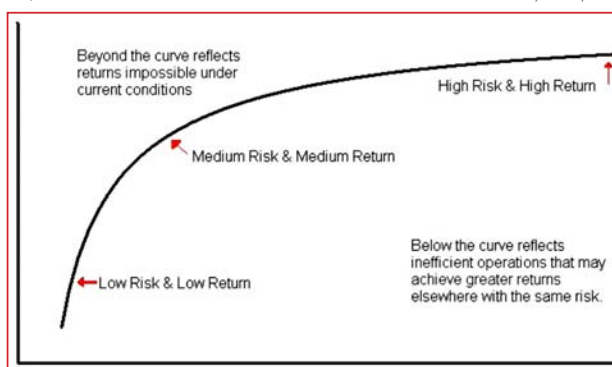 Beyond the curve reflects
returns impossible under
current conditions
High Risk & High Return
Medium Risk & Medium Return
Low Risk & Low Return
Below the curve reflects
inefficient operations that may
achieve greater returns
elsewhere with the same risk.